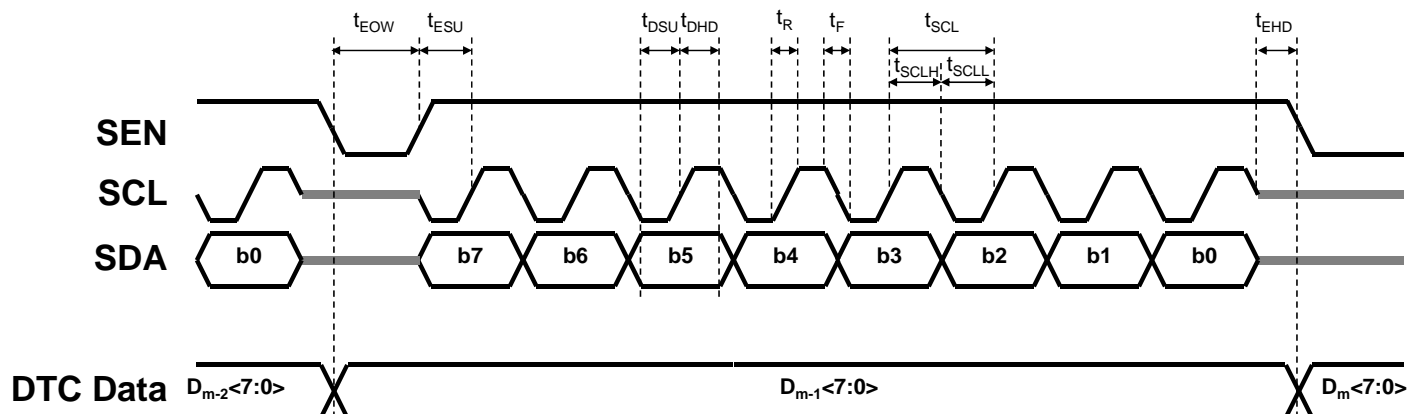 tEOW tESU tDSU tDHD tR tF tSCL tEHD
tSCLH tSCLL
SEN
SCL
SDA b0 b7 b6 b5 b4 b3 b2 b1 b0
DTC Data Dm-2<7:0> Dm-1<7:0> Dm<7:0>